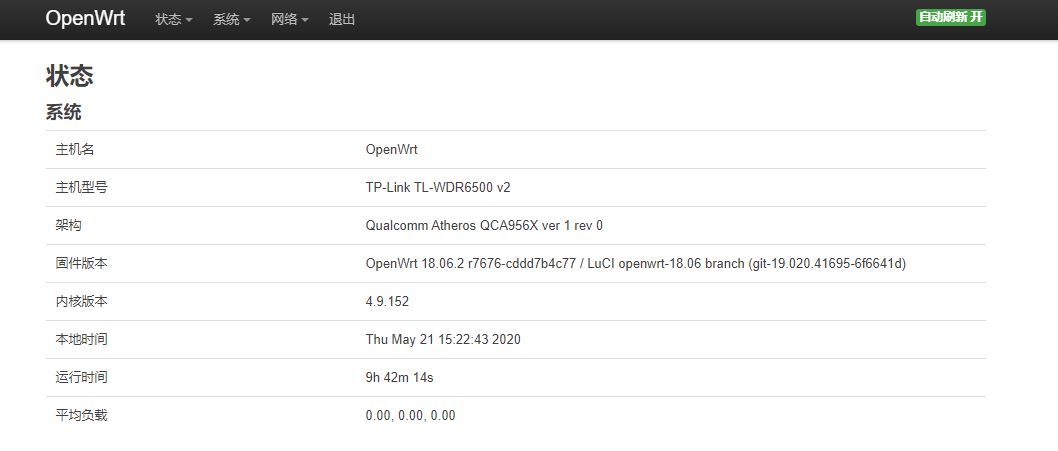 OpenWrt 状态 系统 网络 退出 自动刷新 开
状态
系统
主机名 OpenWrt
主机型号 TP-Link TL-WDR6500 v2
架构 Qualcomm Atheros QCA956X ver 1 rev 0
固件版本 OpenWrt 18.06.2 r7676-cddd7b4c77 / LuCI openwrt-18.06 branch (git-19.020.41695-6f6641d)
内核版本 4.9.152
本地时间 Thu May 21 15:22:43 2020
运行时间 9h 42m 14s
平均负载 0.00, 0.00, 0.00